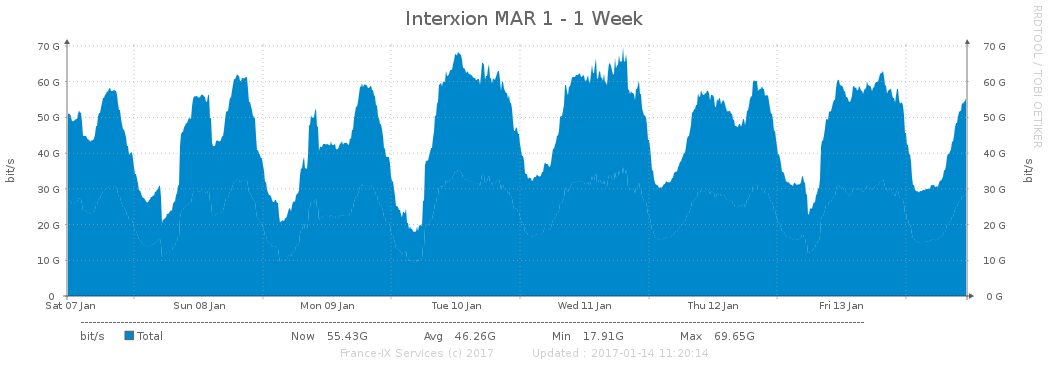 Interxion MAR 1 - 1 Week
RRDTOOL / TOBI OETIKER
bit/s
70 G
60 G
50 G
40 G
30 G
20 G
10 G
0
70 G
60 G
50 G
40 G
30 G
20 G
10 G
0 G
bit/s
Sat 07 Jan Sun 08 Jan Mon 09 Jan Tue 10 Jan Wed 11 Jan Thu 12 Jan Fri 13 Jan
bit/s Total Now 55.43G Avg 46.26G Min 17.91G Max 69.65G
France-IX Services (c) 2017 Updated : 2017-01-14 11:20:14